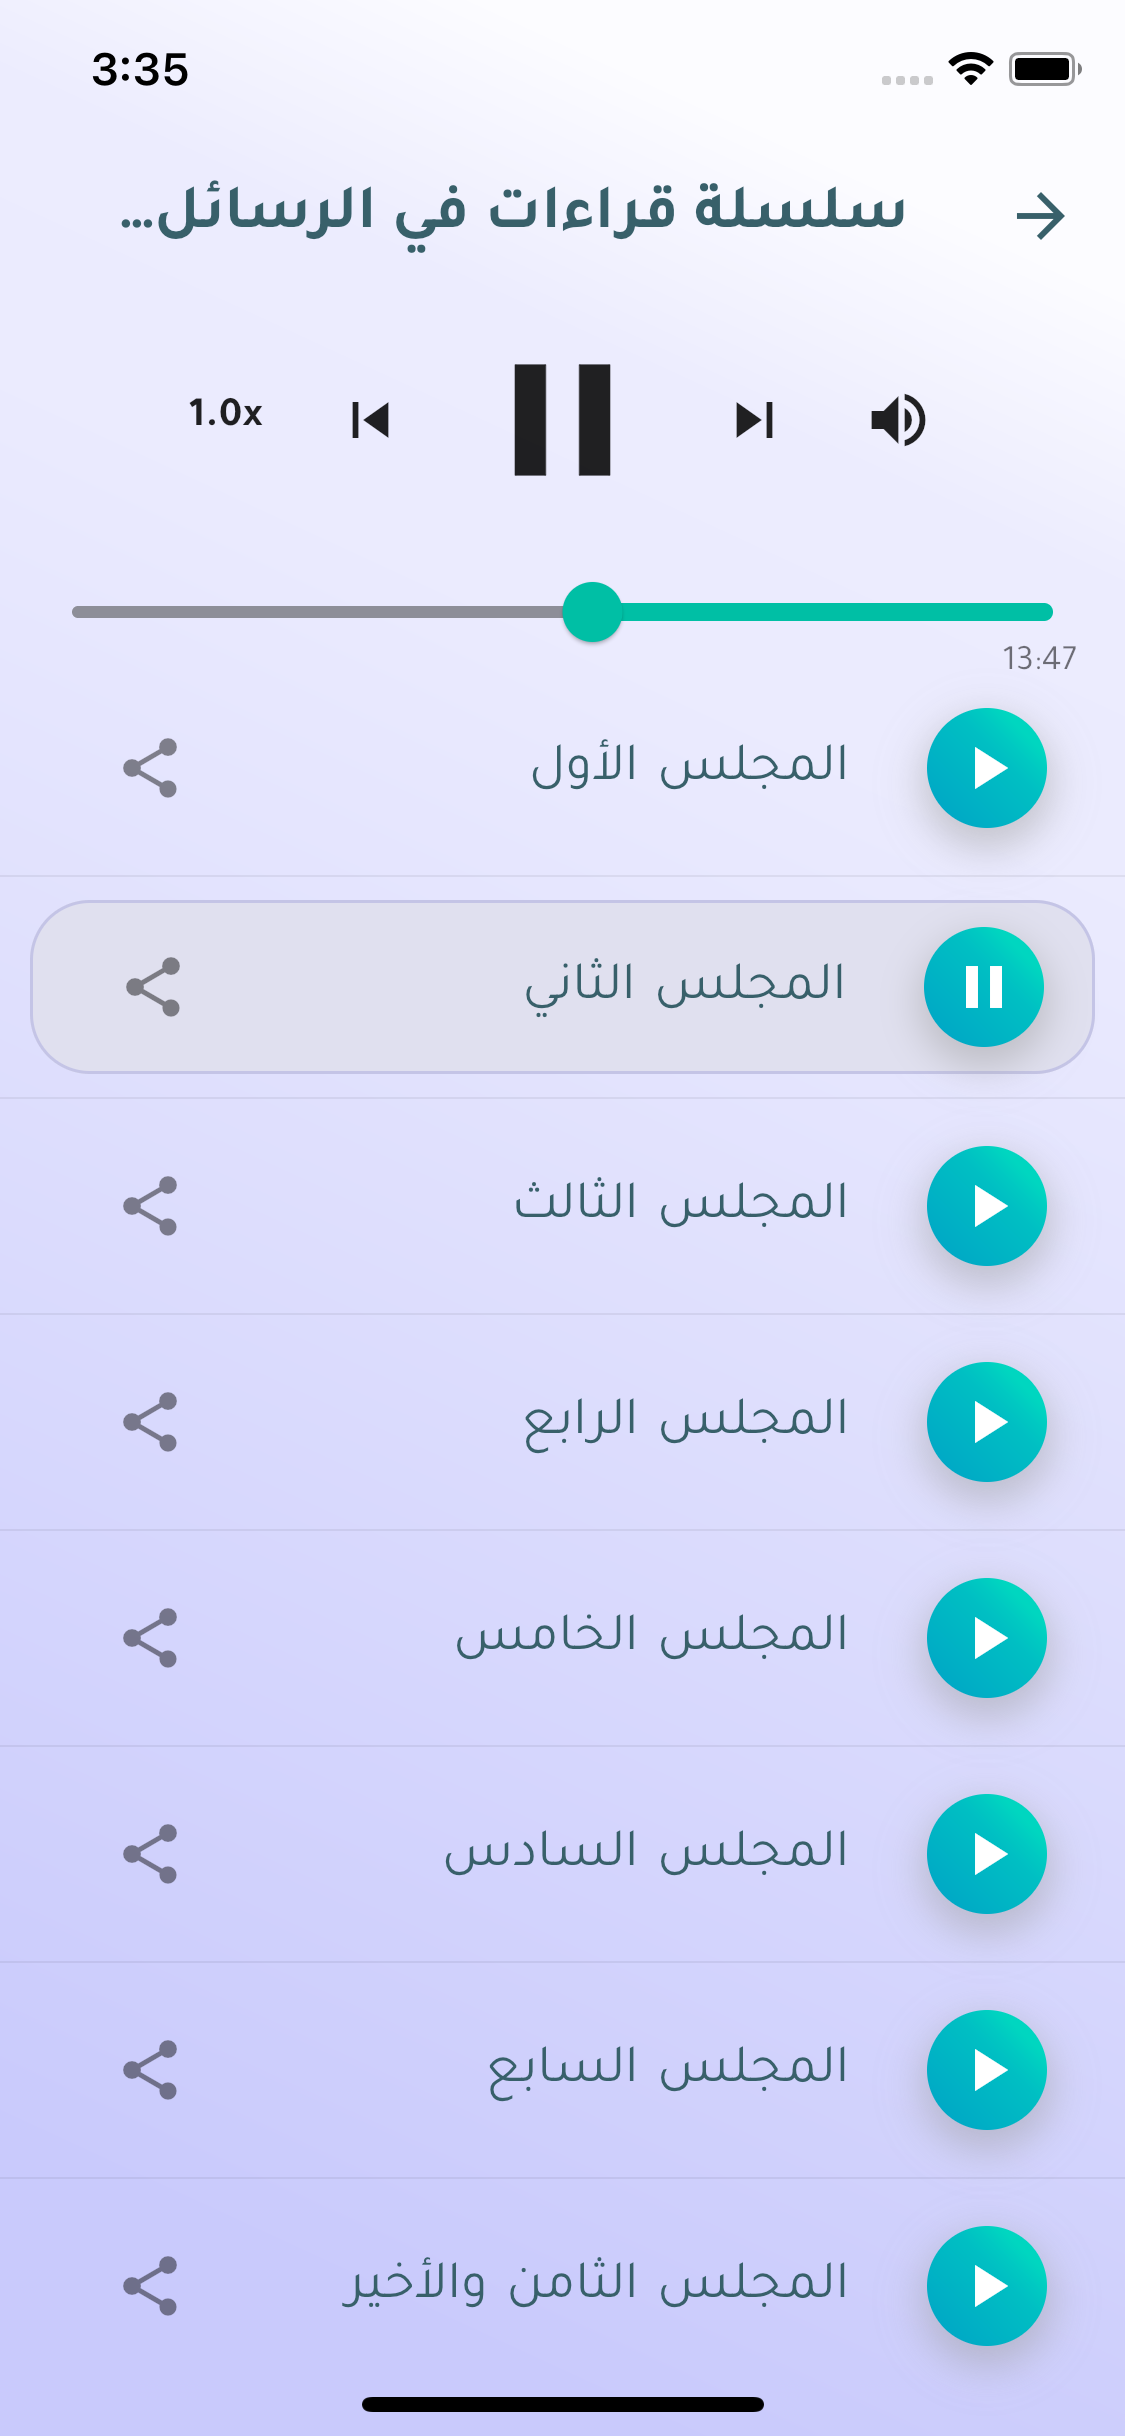 3:35
سلسلة قراءات في الرسائل...
1.0x
13:47
المجلس الأول
المجلس الثاني
المجلس الثالث
المجلس الرابع
المجلس الخامس
المجلس السادس
المجلس السابع
المجلس الثامن والأخير